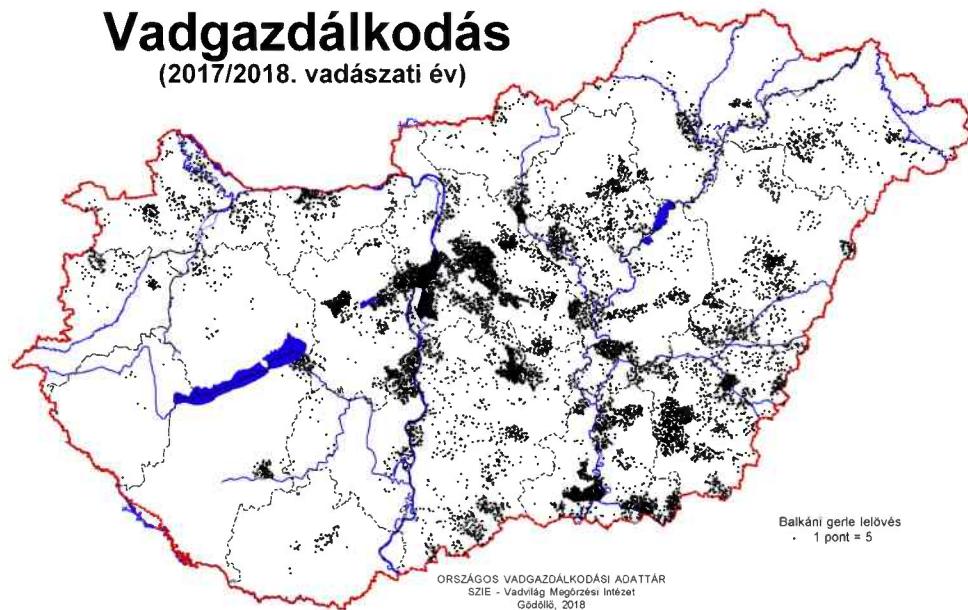 Vadgazdálkodás
(2017/2018. vadászati év)
Balkáni gerle lelövés
1 pont = 5
ORSZÁGOS VADGAZDÁLKODÁSI ADATTÁR
SZIE - Vadvilág Megőrzési Intézet
Gödöllő, 2018